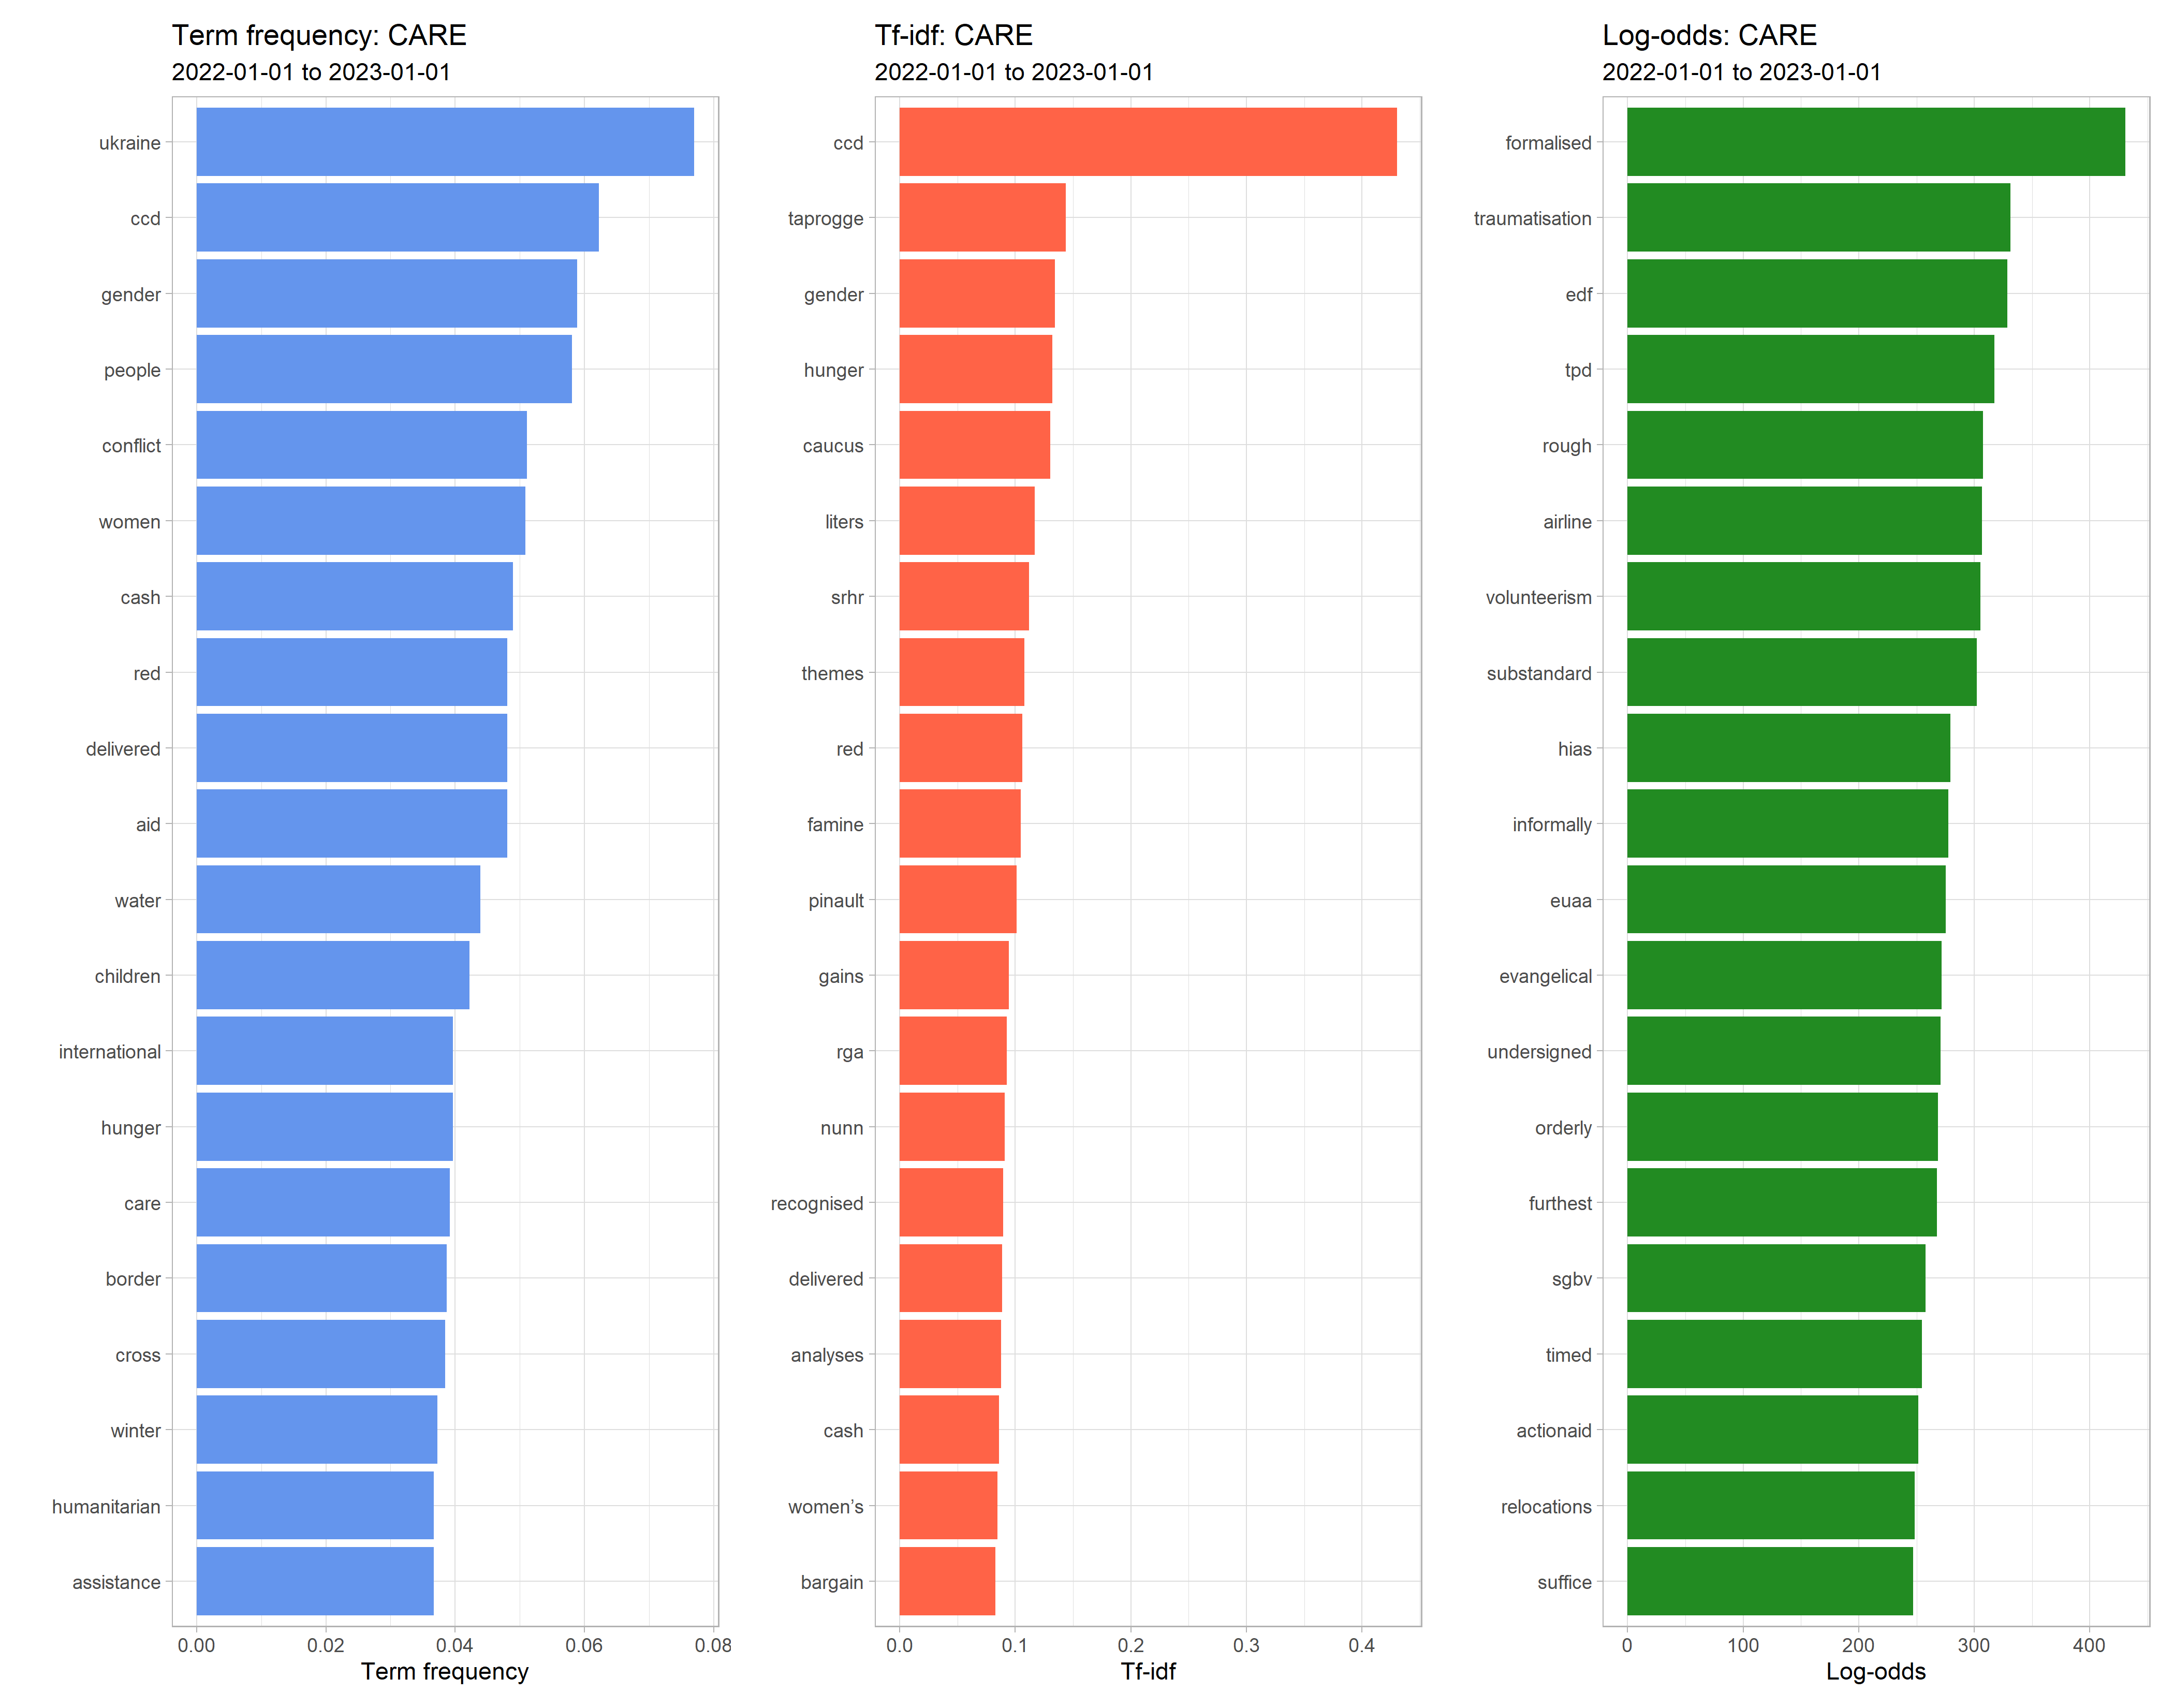 Term frequency: CARE
2022-01-01 to 2023-01-01
ukraine
ccd
gender
people
conflict
women
cash
red
delivered
aid
water
children
international
hunger
care
border
cross
winter
humanitarian
assistance
0.00 0.02 0.04 0.06 0.08
Term frequency
Tf-idf: CARE
2022-01-01 to 2023-01-01
ccd
taprogge
gender
hunger
caucus
liters
srhr
themes
red
famine
pinault
gains
rga
nunn
recognised
delivered
analyses
cash
women’s
bargain
0.0 0.1 0.2 0.3 0.4
Tf-idf
Log-odds: CARE
2022-01-01 to 2023-01-01
formalised
traumatisation
edf
tpd
rough
airline
volunteerism
substandard
hias
informally
euaa
evangelical
undersigned
orderly
furthest
sgbv
timed
actionaid
relocations
suffice
0 100 200 300 400
Log-odds